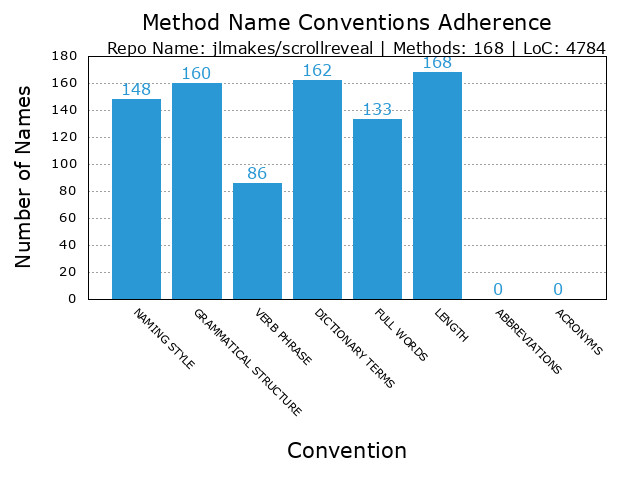 Method Name Conventions Adherence
Repo Name: jlmakes/scrollreveal | Methods: 168 | LoC: 4784
Number of Names
180
160
140
120
100
80
60
40
20
0
148
160
86
162
133
168
0
0
NAMING STYLE
GRAMMATICAL STRUCTURE
VERB PHRASE
DICTIONARY TERMS
FULL WORDS
LENGTH
ABBREVIATIONS
ACRONYMS
Convention